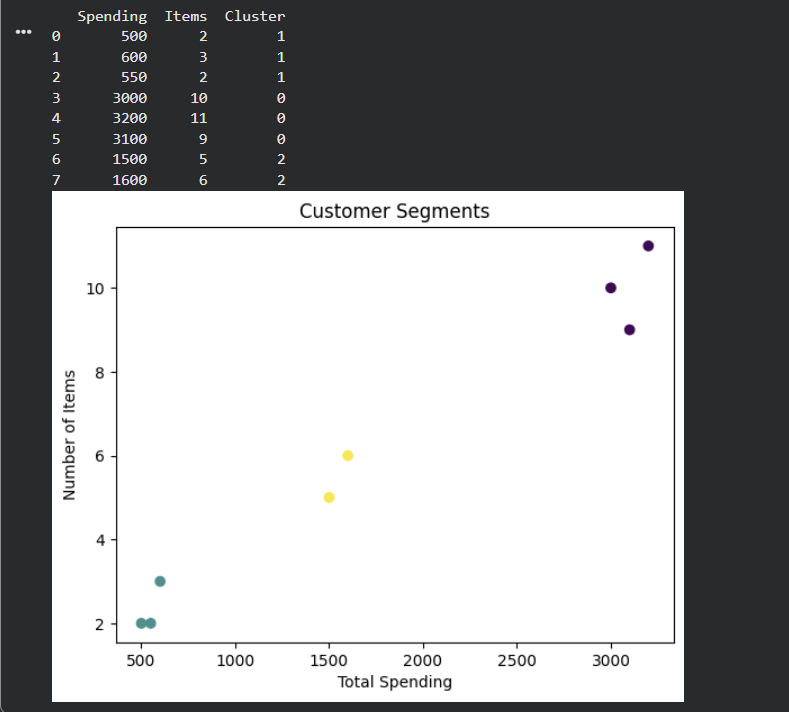 Spending Items Cluster
0 500 2 1
1 600 3 1
2 550 2 1
3 3000 10 0
4 3200 11 0
5 3100 9 0
6 1500 5 2
7 1600 6 2
Customer Segments
10
8
6
4
2
Number of Items
500 1000 1500 2000 2500 3000
Total Spending